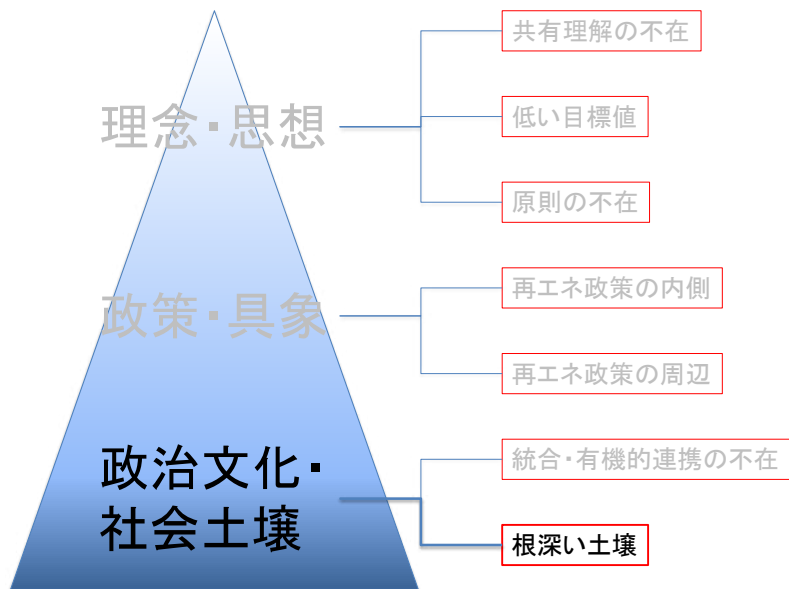 理念・思想
共有理解の不在
低い目標値
原則の不在
政策・具象
再エネ政策の内側
再エネ政策の周辺
政治文化・
社会土壌
統合・有機的連携の不在
根深い土壌